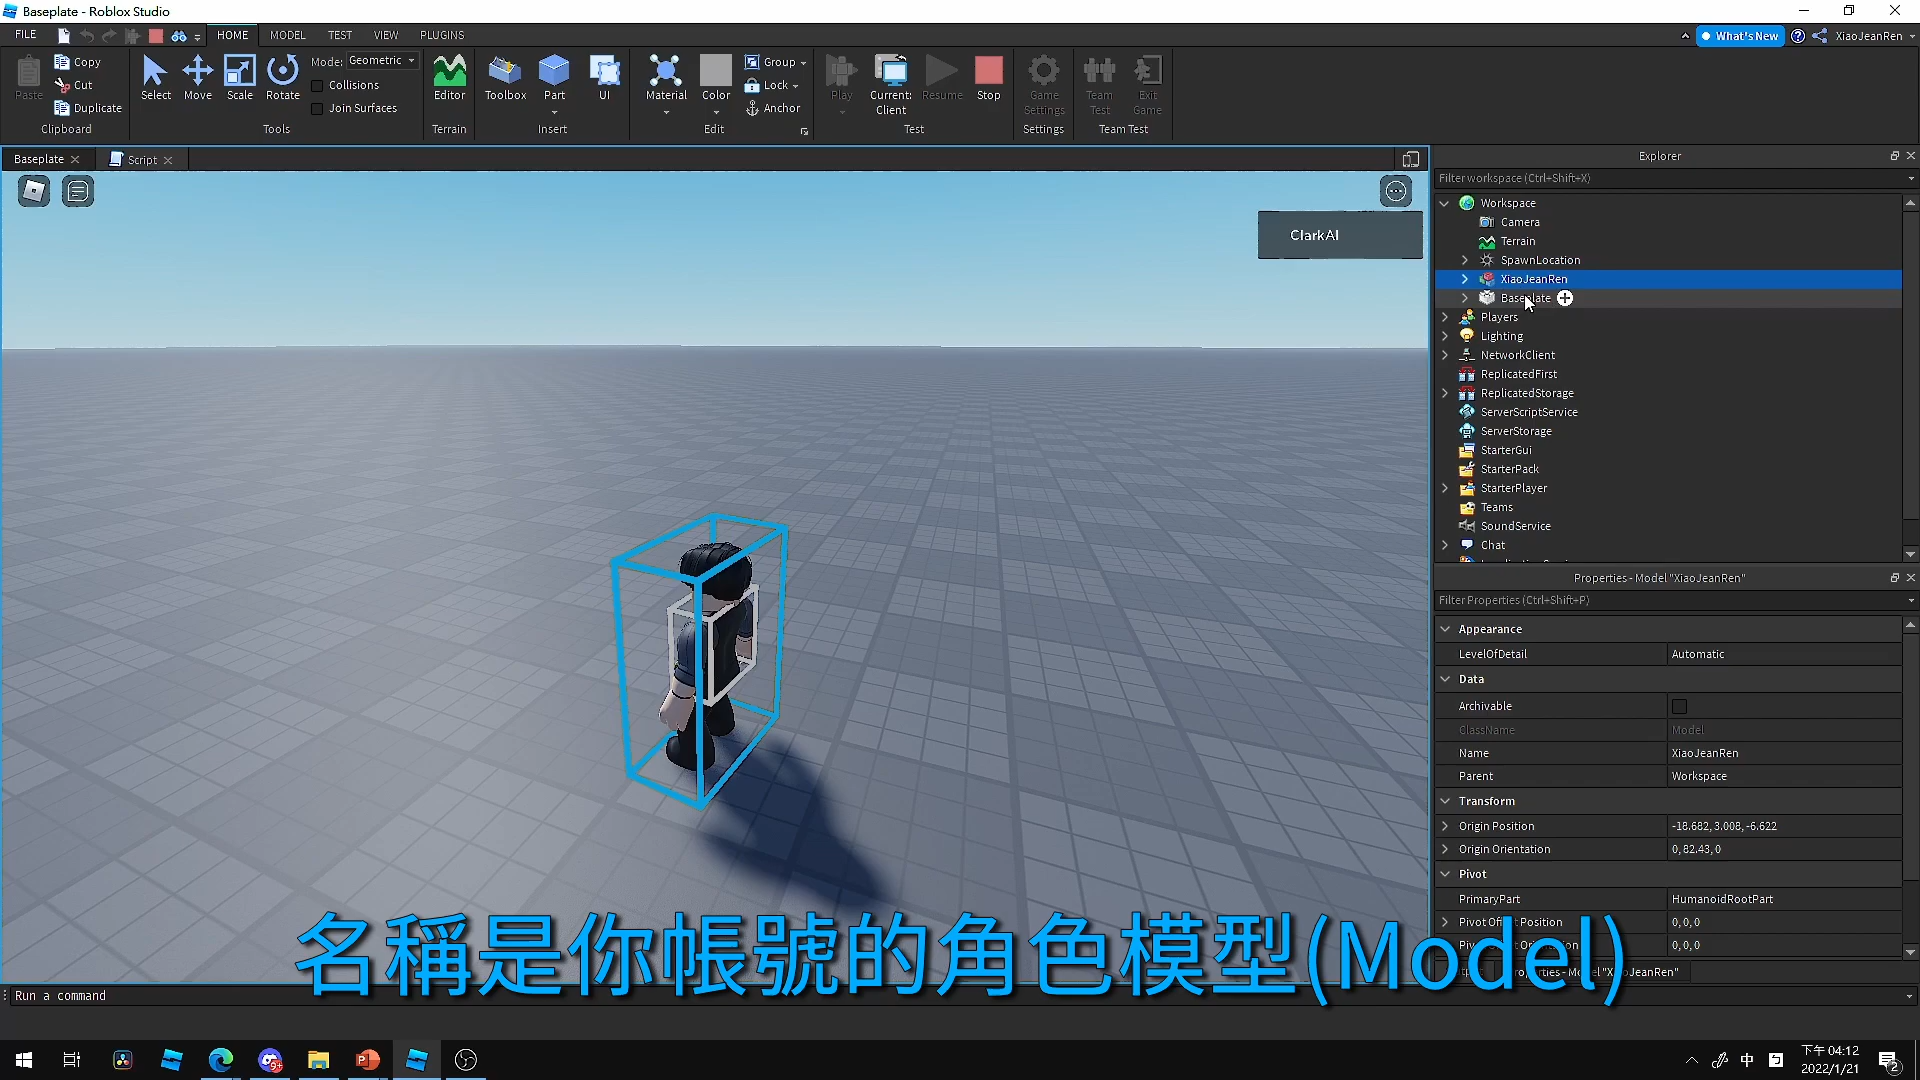 Baseplate - Roblox Studio
FILE
HOME
MODEL
TEST
VIEW
PLUGINS
What's New
XiaoJeanRen
Paste
Copy
Cut
Duplicate
Clipboard
Select
Move
Scale
Rotate
Mode: Geometric
Collisions
Join Surfaces
Tools
Editor
Terrain
Toolbox
Part
UI
Insert
Material
Color
Group
Lock
Anchor
Edit
Play
Current:
Client
Resume
Stop
Test
Game
Settings
Settings
Team
Test
Exit
Game
Team Test
Baseplate
Script
ClarkAI
Explorer
Filter workspace (Ctrl+Shift+X)
Workspace
Camera
Terrain
SpawnLocation
XiaoJeanRen
Baseplate
Players
Lighting
NetworkClient
ReplicatedFirst
ReplicatedStorage
ServerScriptService
ServerStorage
StarterGui
StarterPack
StarterPlayer
Teams
SoundService
Chat
Properties - Model "XiaoJeanRen"
Filter Properties (Ctrl+Shift+P)
Appearance
LevelOfDetail Automatic
Data
Archivable
ClassName Model
Name XiaoJeanRen
Parent Workspace
Transform
Origin Position -18.682, 3.008, -6.622
Origin Orientation 0, 82.43, 0
Pivot
PrimaryPart HumanoidRootPart
Pivot Position 0, 0, 0
0, 0, 0
名稱是你帳號的角色模型(Model)
Run a command
9+
中
下午 04:12
2022/1/21
2